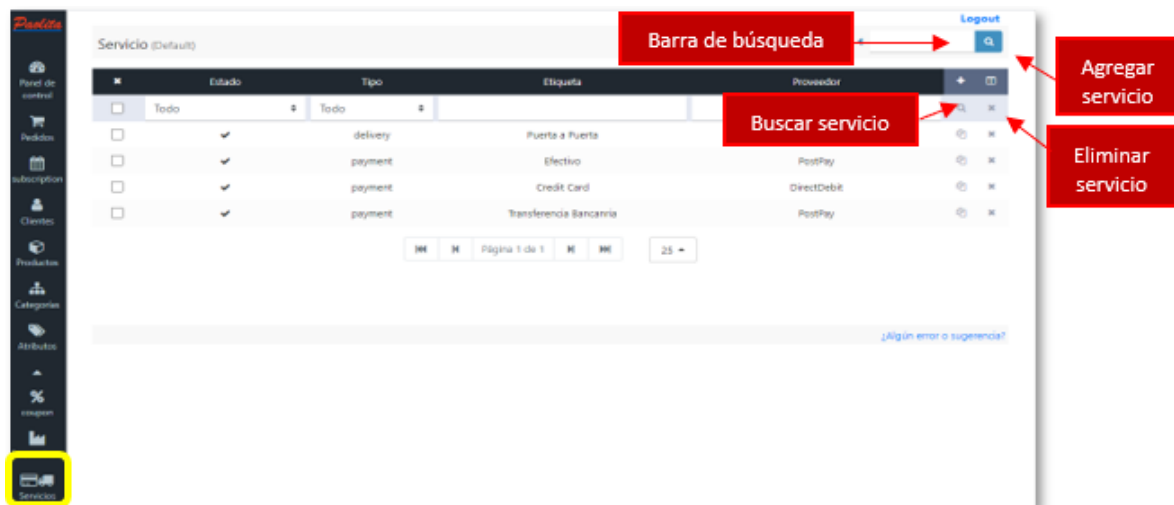 Paolita
Logout
Servicio (Default)
Barra de búsqueda
Agregar
servicio
Panel de
control
Estado Tipo Etiqueta Proveedor
Todo Todo
Buscar servicio
Pedidos
delivery Puerta a Puerta
Eliminar
servicio
payment Efectivo PostPay
subscription
payment Credit Card DirectDebit
Clientes
payment Transferencia Bancanria PostPay
Página 1 de 1 25
Productos
Categorías
Atributos
¿Algún error o sugerencia?
coupon
Servicios